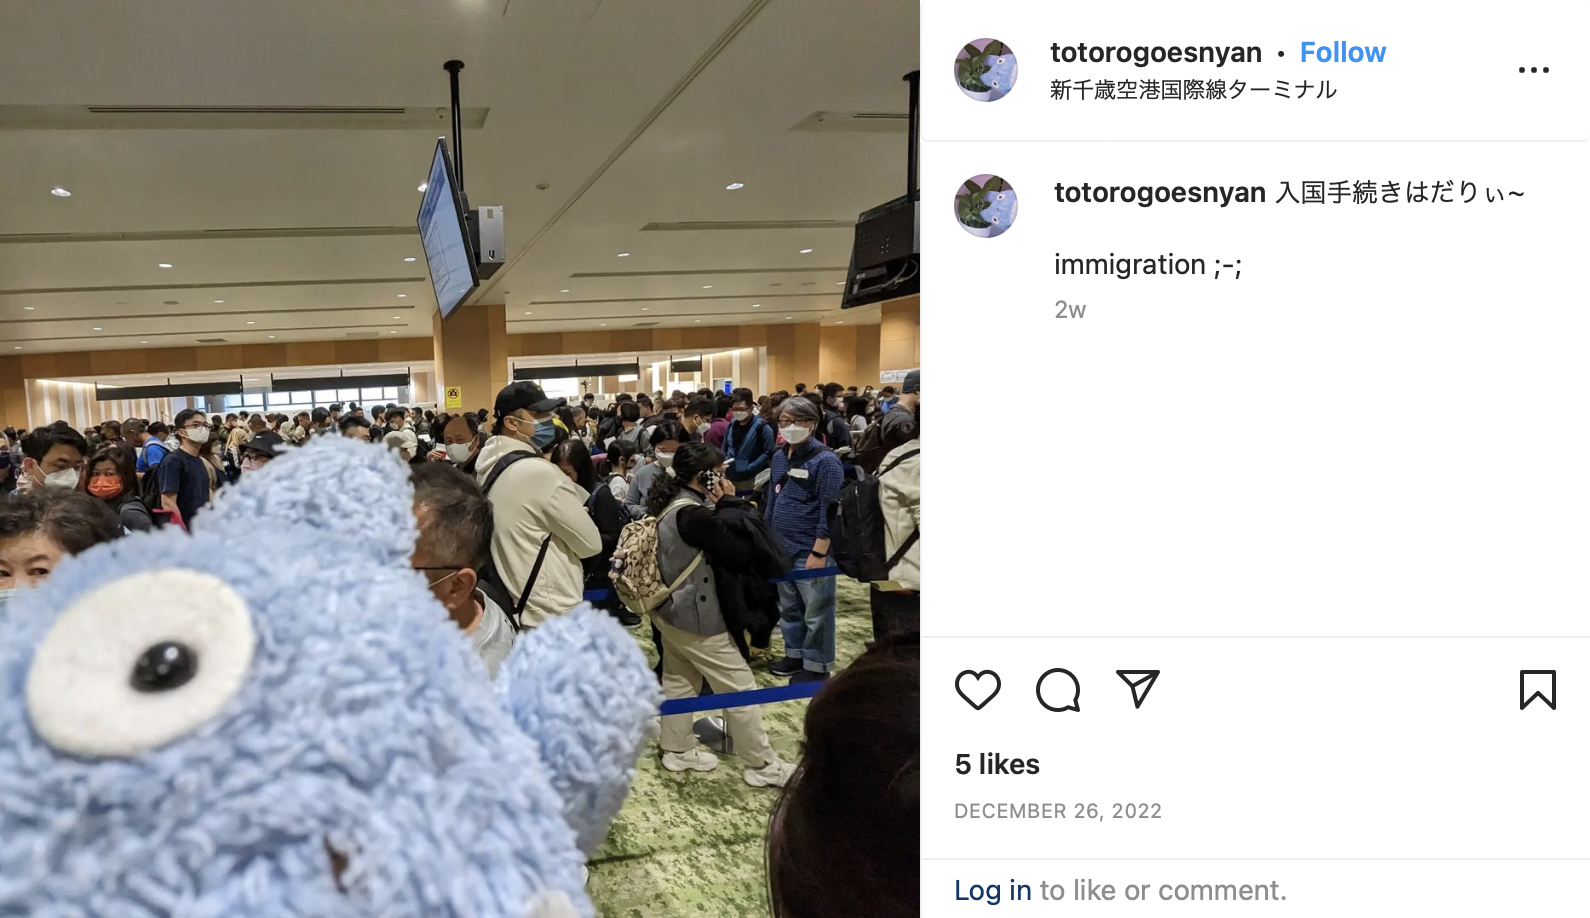 totorogoesnyan • Follow
新千歳空港国際線ターミナル
totorogoesnyan 入国手続きはだりぃ~
immigration ;-;
2w
5 likes
DECEMBER 26, 2022
Log in to like or comment.